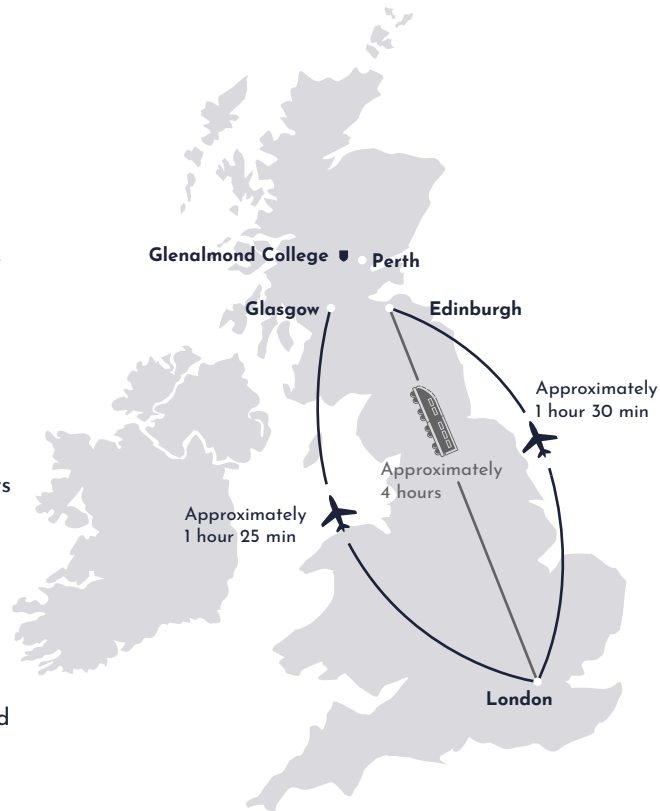 Glenalmond College
Perth
Glasgow
Edinburgh
Approximately
1 hour 30 min
Approximately
4 hours
Approximately
1 hour 25 min
London